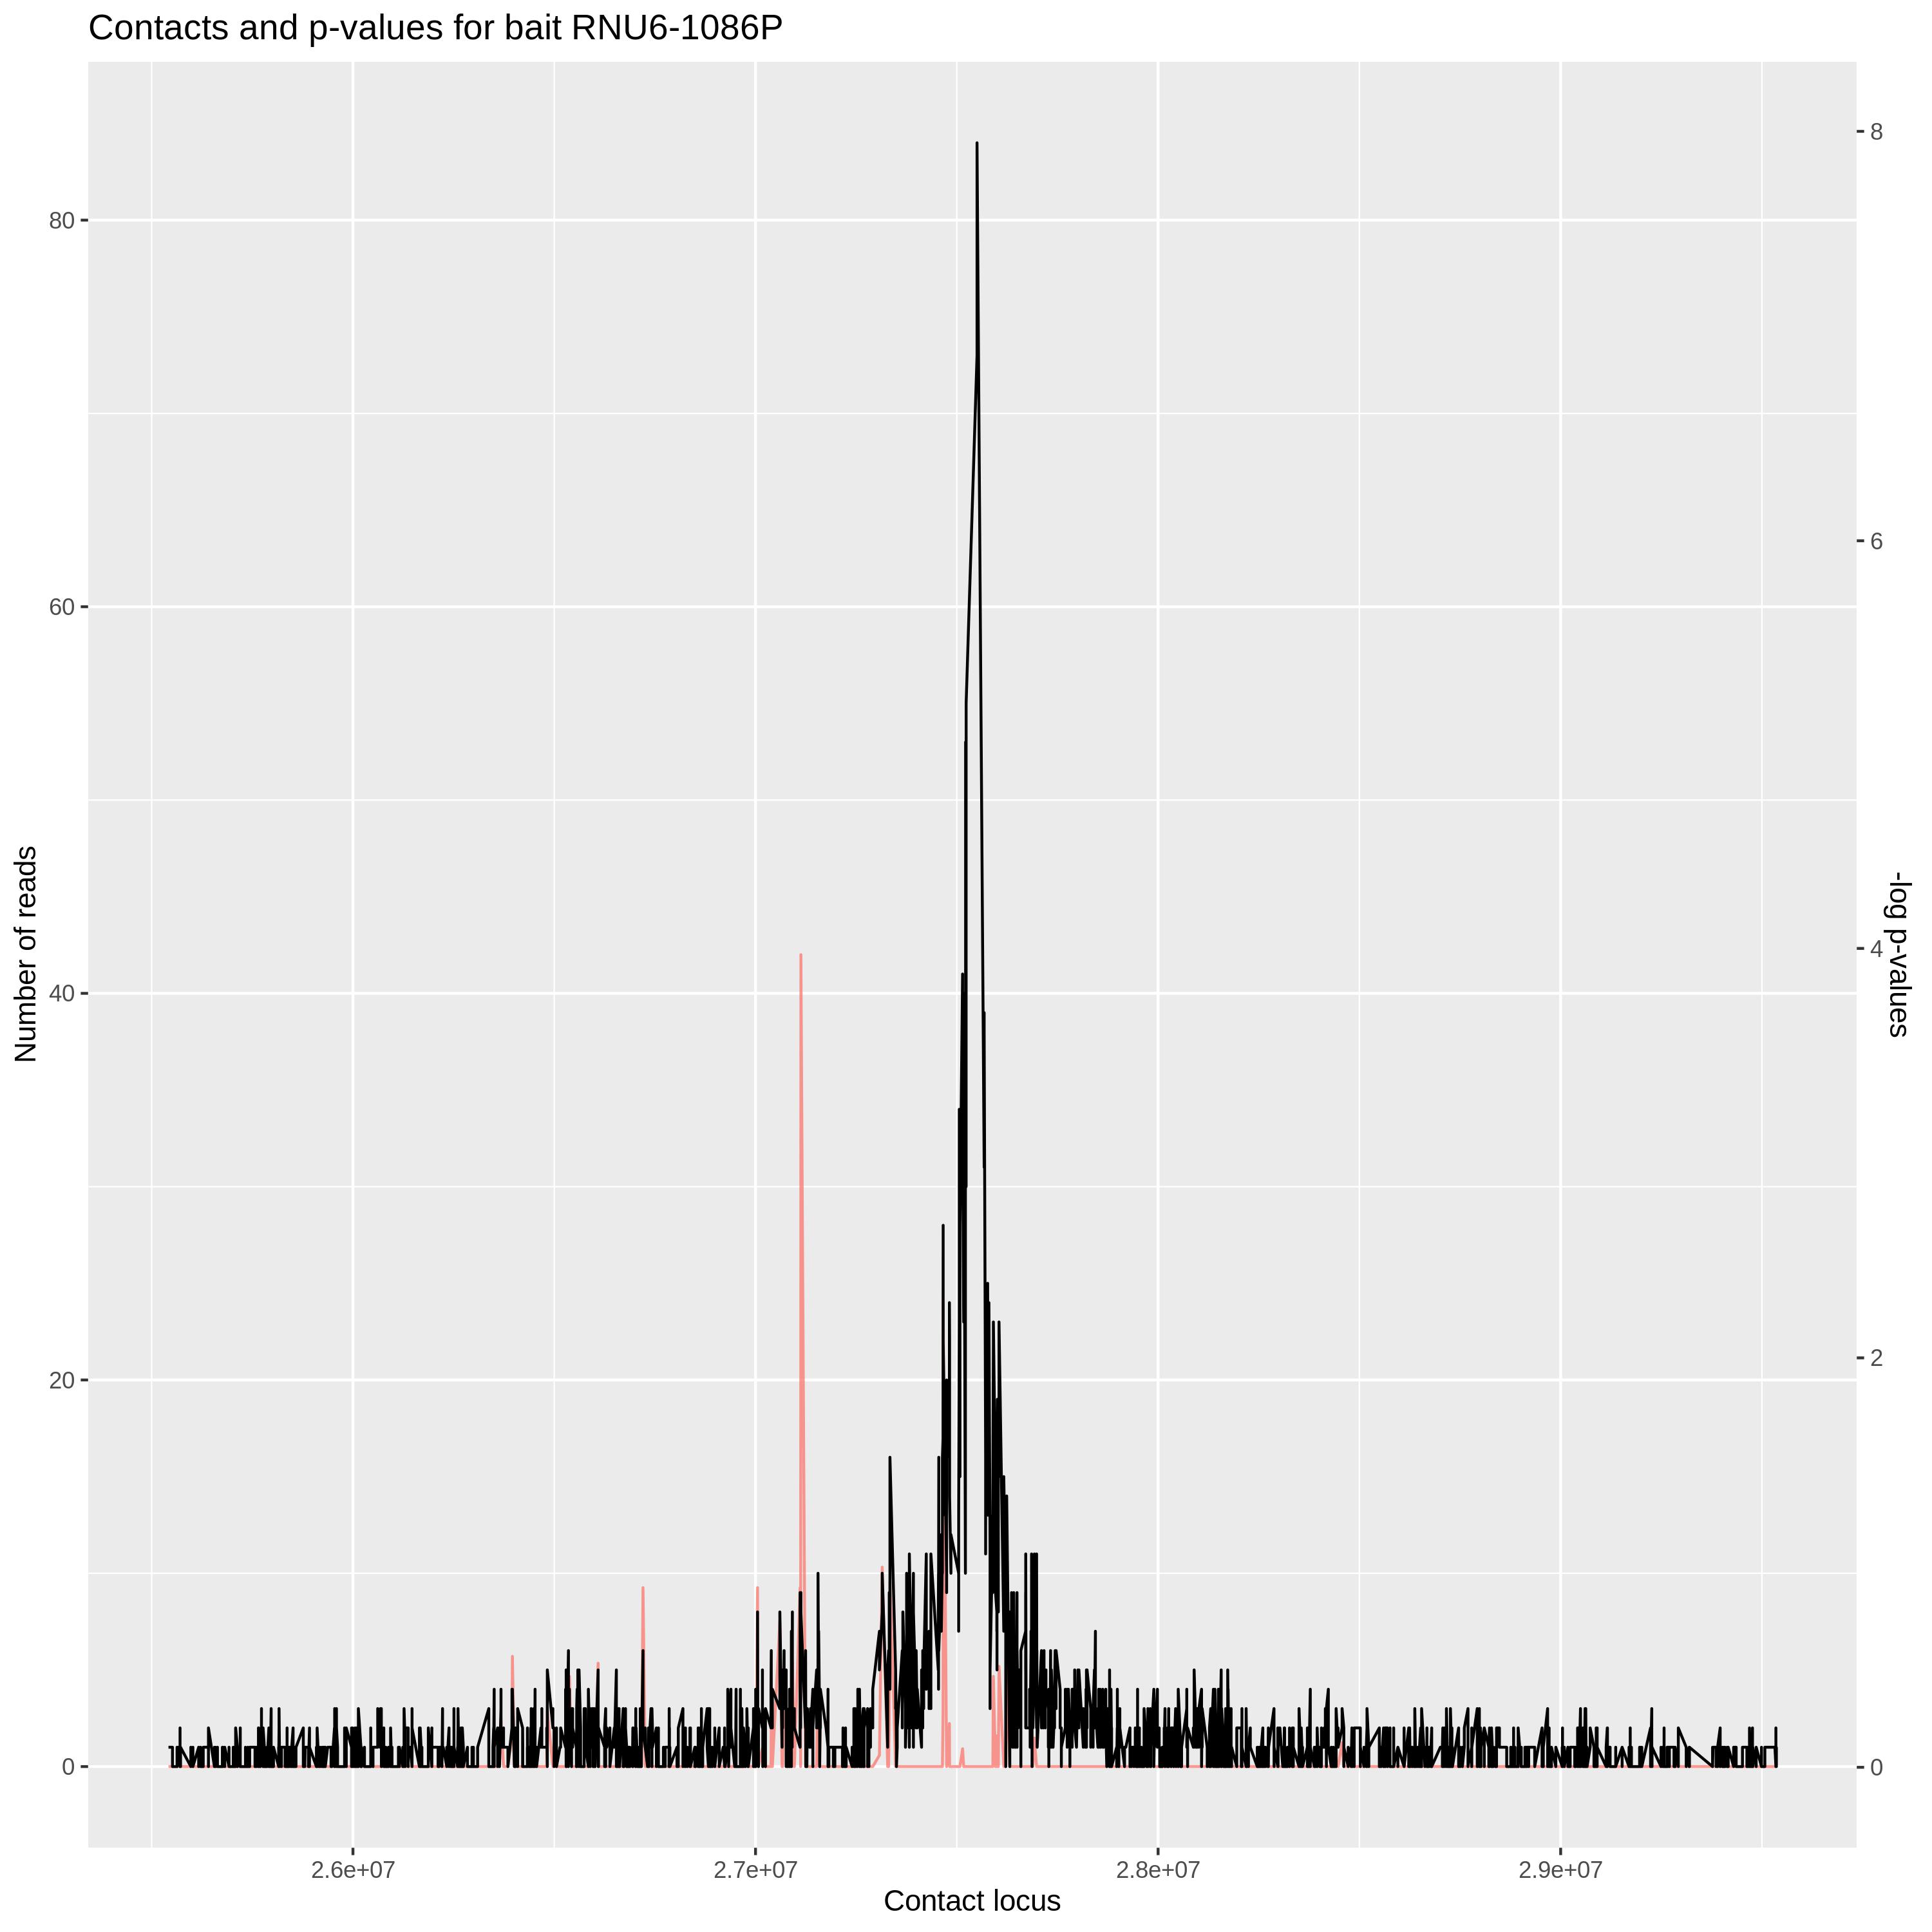 Contacts and p-values for bait RNU6-1086P
80
60
40
20
0
Number of reads
8
6
4
2
0
-log p-values
2.6e+07
2.7e+07
2.8e+07
2.9e+07
Contact locus